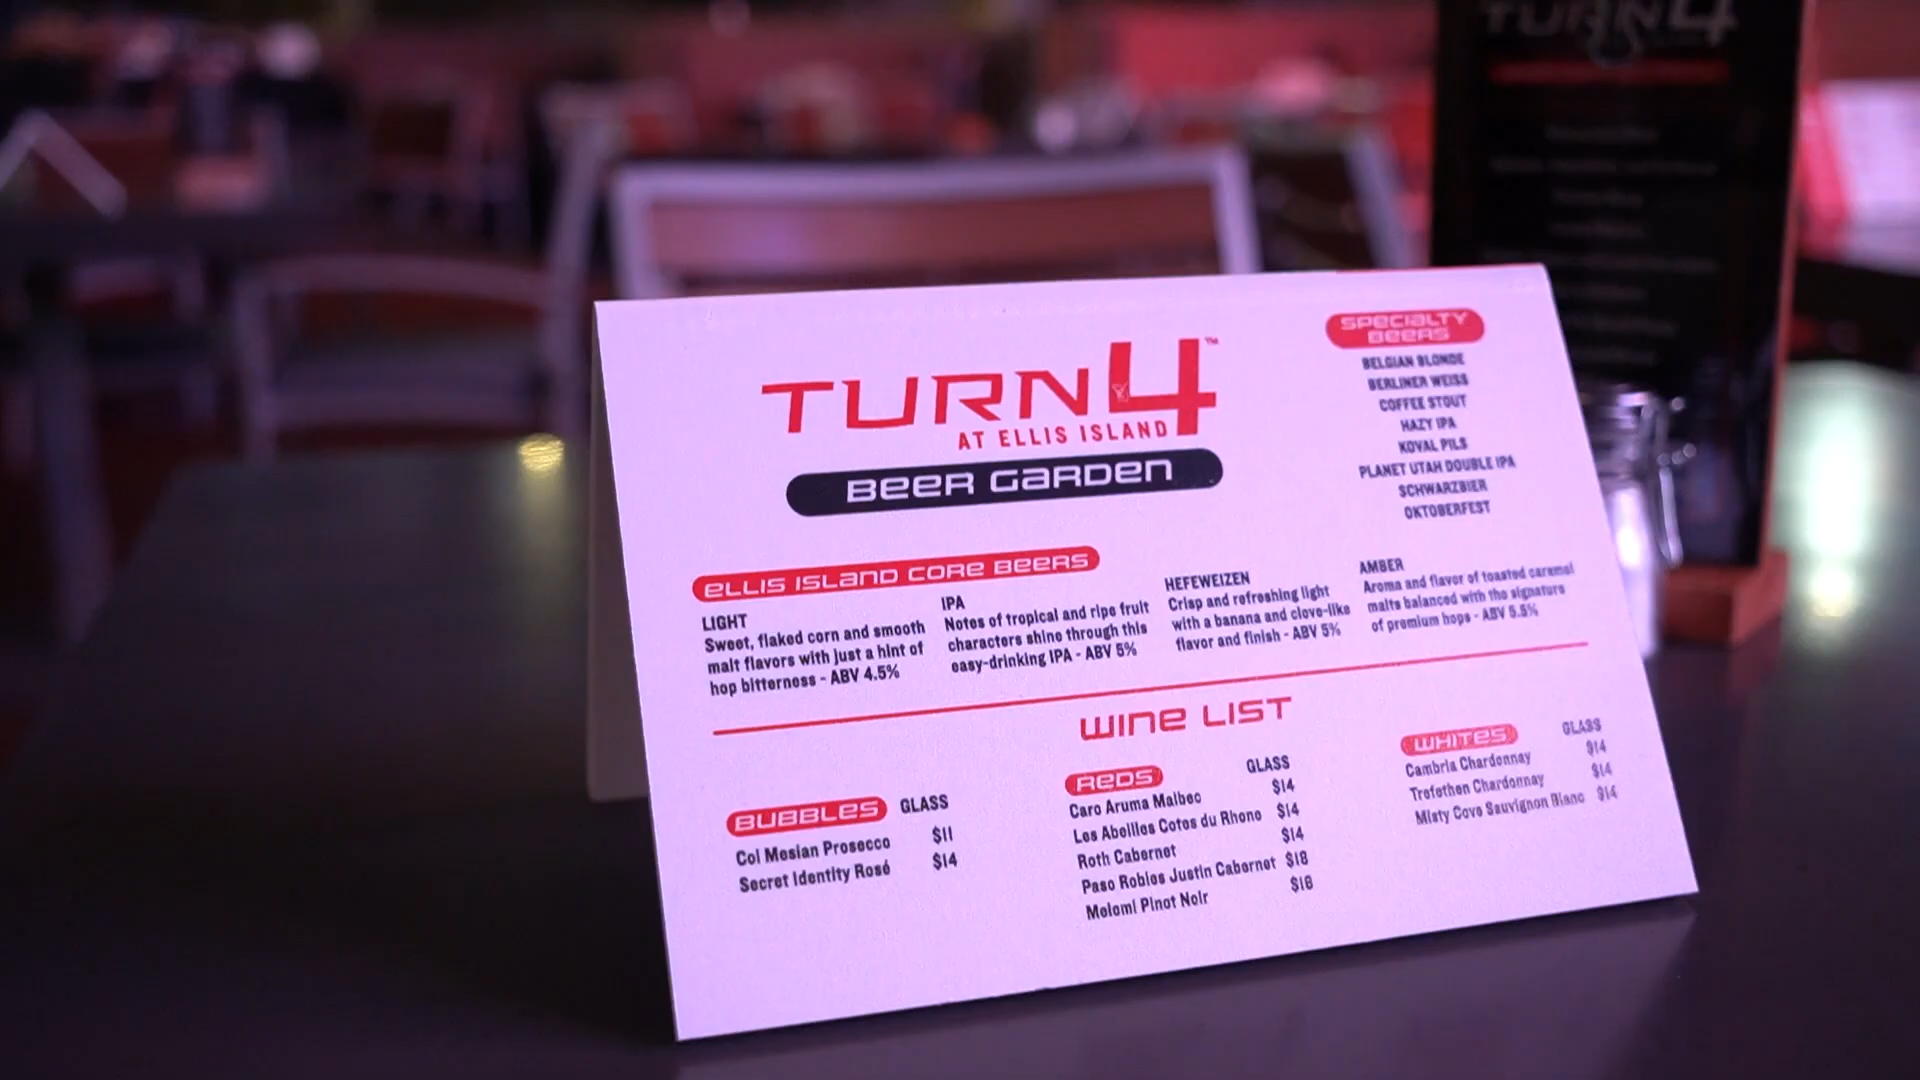 TURN4
TURN4™
AT ELLIS ISLAND
BEER GARDEN
SPECIALTY
BEERS
BELGIAN BLONDE
BERLINER WEISS
COFFEE STOUT
HAZY IPA
KOVAL PILS
PLANET UTAH DOUBLE IPA
SCHWARZBIER
OKTOBERFEST
ELLIS ISLAND CORE BEERS
LIGHT
Sweet, flaked corn and smooth
malt flavors with just a hint of
hop bitterness - ABV 4.5%
IPA
Notes of tropical and ripe fruit
characters shine through this
easy-drinking IPA - ABV 5%
HEFEWEIZEN
Crisp and refreshing light
with a banana and clove-like
flavor and finish - ABV 5%
AMBER
Aroma and flavor of toasted caramel
malts balanced with the signature
of premium hops - ABV 5.5%
WINE LIST
BUBBLES GLASS
Col Mesian Prosecco $11
Secret Identity Rosé $14
REDS GLASS
Caro Aruma Malbec $14
Les Abeilles Cotes du Rhone $14
Roth Cabernet $14
Paso Robles Justin Cabernet $18
Meiomi Pinot Noir $18
WHITES GLASS
Cambria Chardonnay $14
Trefethen Chardonnay $14
Misty Cove Sauvignon Blanc $14